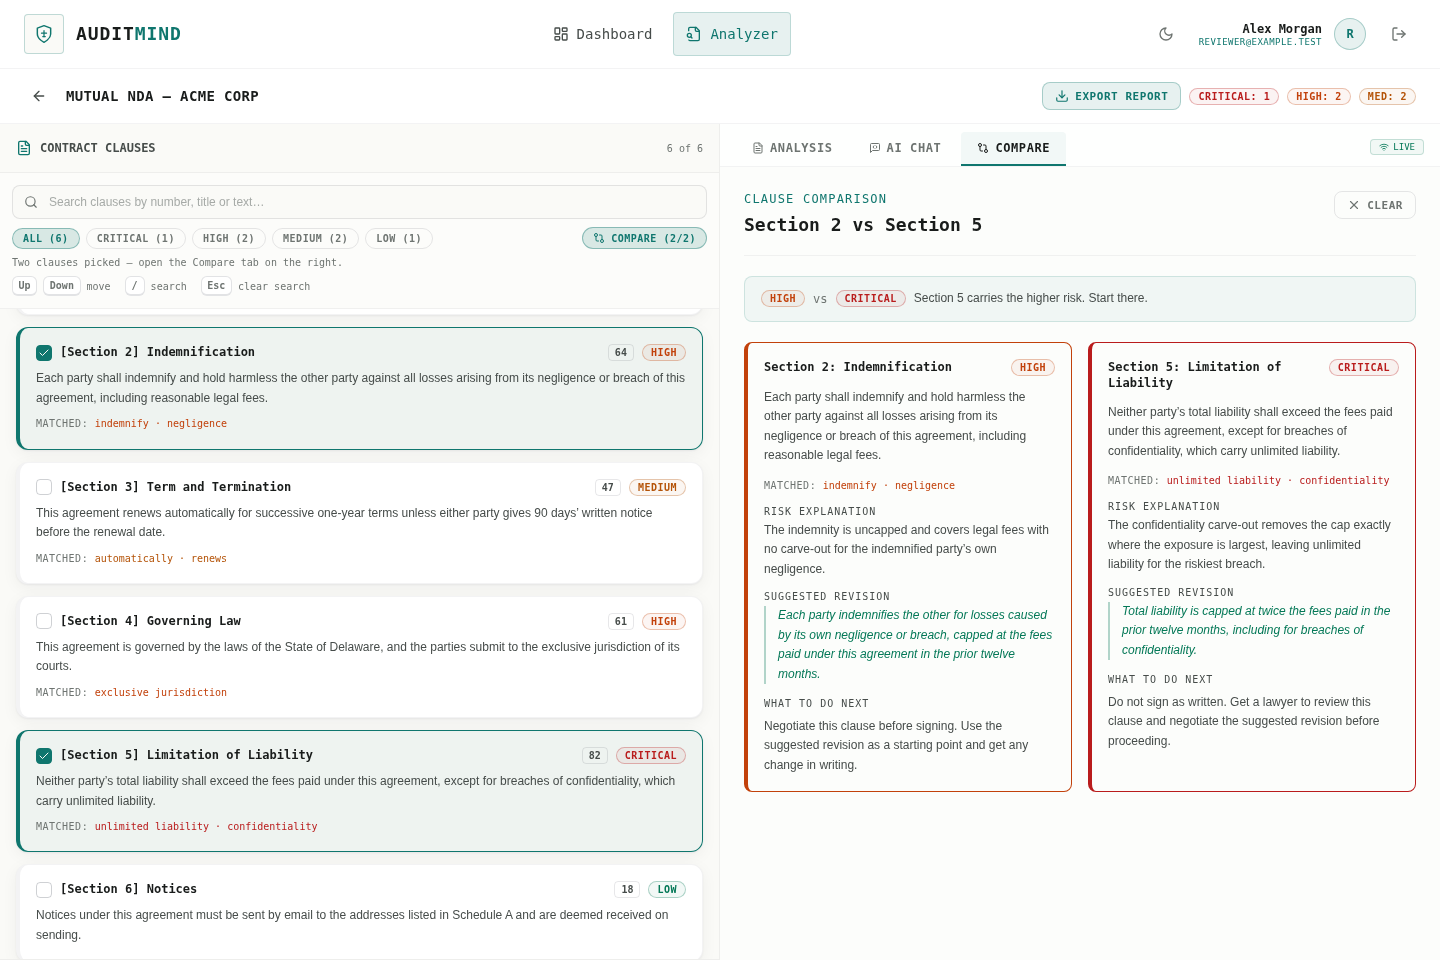 AUDITMIND
Dashboard
Analyzer
Alex Morgan
REVIEWER@EXAMPLE.TEST
R
MUTUAL NDA — ACME CORP
EXPORT REPORT
CRITICAL: 1
HIGH: 2
MED: 2
CONTRACT CLAUSES
6 of 6
Search clauses by number, title or text…
ALL (6)
CRITICAL (1)
HIGH (2)
MEDIUM (2)
LOW (1)
COMPARE (2/2)
Two clauses picked — open the Compare tab on the right.
Up Down move / search Esc clear search
[Section 2] Indemnification
64
HIGH
Each party shall indemnify and hold harmless the other party against all losses arising from its negligence or breach of this
agreement, including reasonable legal fees.
MATCHED: indemnify · negligence
[Section 3] Term and Termination
47
MEDIUM
This agreement renews automatically for successive one-year terms unless either party gives 90 days’ written notice
before the renewal date.
MATCHED: automatically · renews
[Section 4] Governing Law
61
HIGH
This agreement is governed by the laws of the State of Delaware, and the parties submit to the exclusive jurisdiction of its
courts.
MATCHED: exclusive jurisdiction
[Section 5] Limitation of Liability
82
CRITICAL
Neither party’s total liability shall exceed the fees paid under this agreement, except for breaches of confidentiality, which
carry unlimited liability.
MATCHED: unlimited liability · confidentiality
[Section 6] Notices
18
LOW
Notices under this agreement must be sent by email to the addresses listed in Schedule A and are deemed received on
sending.
ANALYSIS
AI CHAT
COMPARE
LIVE
CLAUSE COMPARISON
Section 2 vs Section 5
CLEAR
HIGH vs CRITICAL Section 5 carries the higher risk. Start there.
Section 2: Indemnification
HIGH
Each party shall indemnify and hold harmless the
other party against all losses arising from its
negligence or breach of this agreement, including
reasonable legal fees.
MATCHED: indemnify · negligence
RISK EXPLANATION
The indemnity is uncapped and covers legal fees with
no carve-out for the indemnified party’s own
negligence.
SUGGESTED REVISION
Each party indemnifies the other for losses caused
by its own negligence or breach, capped at the fees
paid under this agreement in the prior twelve
months.
WHAT TO DO NEXT
Negotiate this clause before signing. Use the
suggested revision as a starting point and get any
change in writing.
Section 5: Limitation of
Liability
CRITICAL
Neither party’s total liability shall exceed the fees paid
under this agreement, except for breaches of
confidentiality, which carry unlimited liability.
MATCHED: unlimited liability · confidentiality
RISK EXPLANATION
The confidentiality carve-out removes the cap exactly
where the exposure is largest, leaving unlimited
liability for the riskiest breach.
SUGGESTED REVISION
Total liability is capped at twice the fees paid in the
prior twelve months, including for breaches of
confidentiality.
WHAT TO DO NEXT
Do not sign as written. Get a lawyer to review this
clause and negotiate the suggested revision before
proceeding.